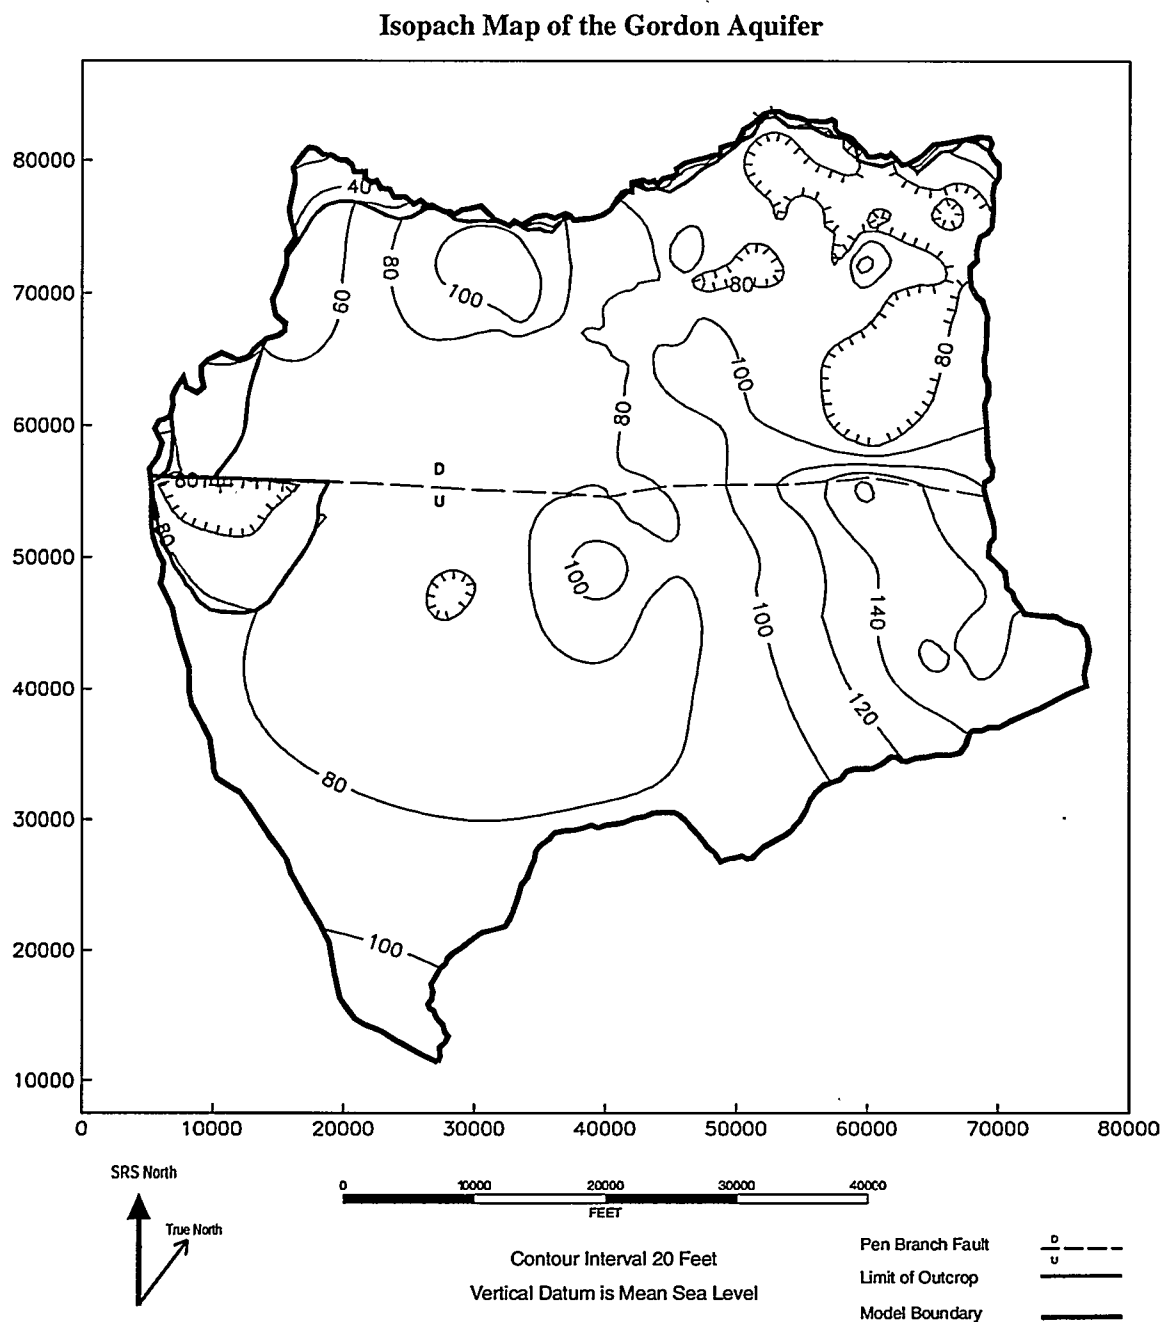 Isopach Map of the Gordon Aquifer
80000
40
80
60
100
80
70000
80
100
80
60000
D
80
U
50000
100
100
140
40000
120
80
30000
100
20000
10000
0 10000 20000 30000 40000 50000 60000 70000 80000
SRS North
True North
0 10000 20000 30000 40000
FEET
Contour Interval 20 Feet
Vertical Datum is Mean Sea Level
Pen Branch Fault
D
U
Limit of Outcrop
Model Boundary